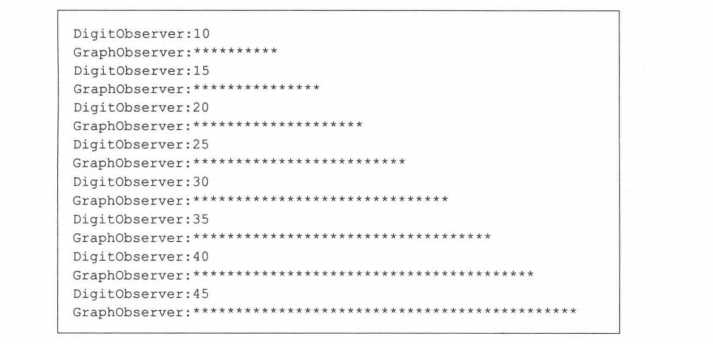 DigitObserver:10
GraphObserver:**********
DigitObserver:15
GraphObserver:***************
DigitObserver:20
GraphObserver:********************
DigitObserver:25
GraphObserver:*************************
DigitObserver:30
GraphObserver:******************************
DigitObserver:35
GraphObserver:***********************************
DigitObserver:40
GraphObserver:****************************************
DigitObserver:45
GraphObserver:*********************************************